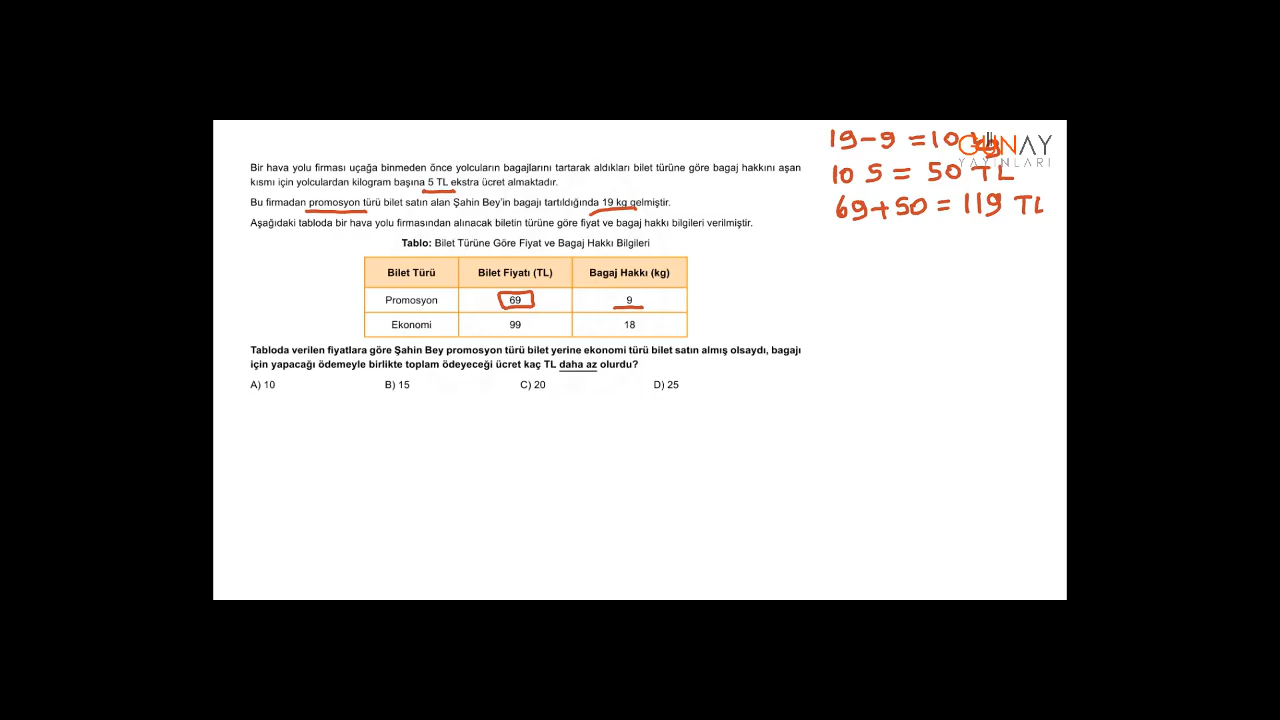 19-9 = 10 kg
GÜNAY
YAYINLARI
10 5 = 50 TL
69+50 = 119 TL
Bir hava yolu firması uçağa binmeden önce yolcuların bagajlarını tartarak aldıkları bilet türüne göre bagaj hakkını aşan
kısmı için yolculardan kilogram başına 5 TL ekstra ücret almaktadır.
Bu firmadan promosyon türü bilet satın alan Şahin Bey'in bagajı tartıldığında 19 kg gelmiştir.
Aşağıdaki tabloda bir hava yolu firmasından alınacak biletin türüne göre fiyat ve bagaj hakkı bilgileri verilmiştir.
Tablo: Bilet Türüne Göre Fiyat ve Bagaj Hakkı Bilgileri
Bilet Türü Bilet Fiyatı (TL) Bagaj Hakkı (kg)
Promosyon 69 9
Ekonomi 99 18
Tabloda verilen fiyatlara göre Şahin Bey promosyon türü bilet yerine ekonomi türü bilet satın almış olsaydı, bagajı
için yapacağı ödemeyle birlikte toplam ödeyeceği ücret kaç TL daha az olurdu?
A) 10 B) 15 C) 20 D) 25